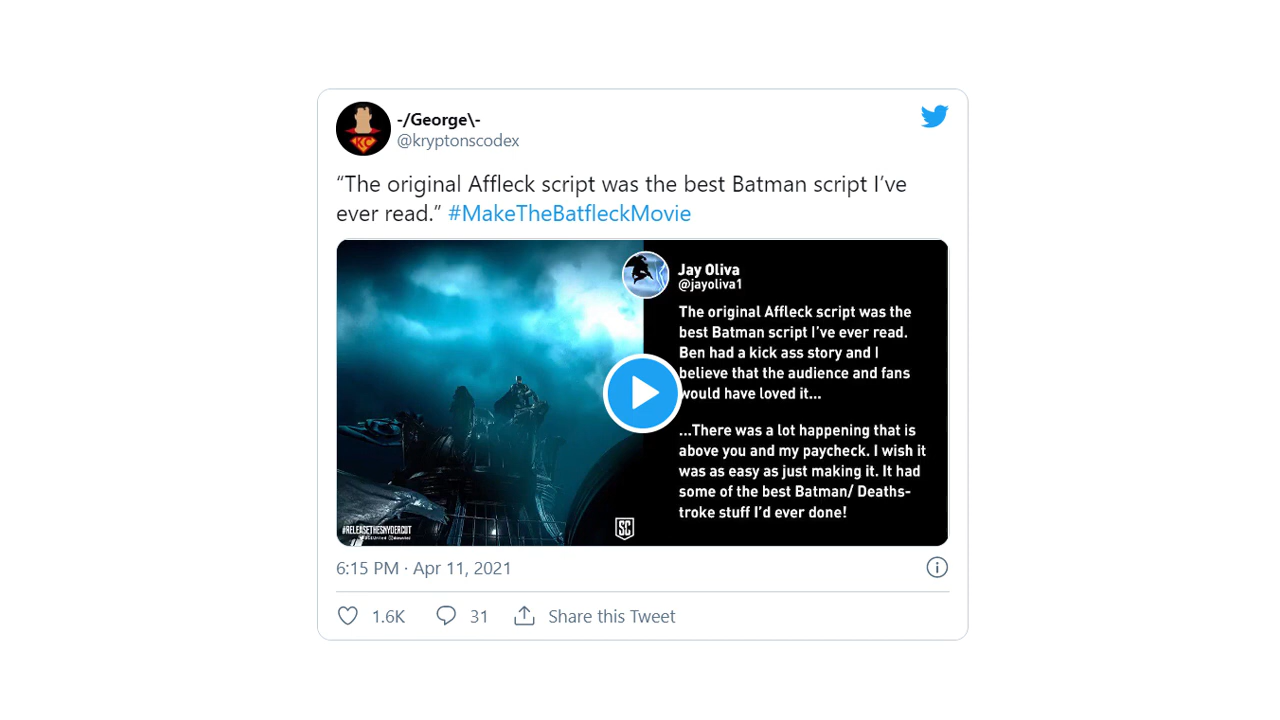 -/George\-
@kryptonscodex
“The original Affleck script was the best Batman script I’ve
ever read.” #MakeTheBatfleckMovie
KC
Jay Oliva
@jayoliva1
The original Affleck script was the
best Batman script I've ever read.
Ben had a kick ass story and I
believe that the audience and fans
would have loved it...
...There was a lot happening that is
above you and my paycheck. I wish it
was as easy as just making it. It had
some of the best Batman/ Deaths-
troke stuff I'd ever done!
#RELEASETHESNYDERCUT
SC
6:15 PM · Apr 11, 2021
1.6K
31
Share this Tweet